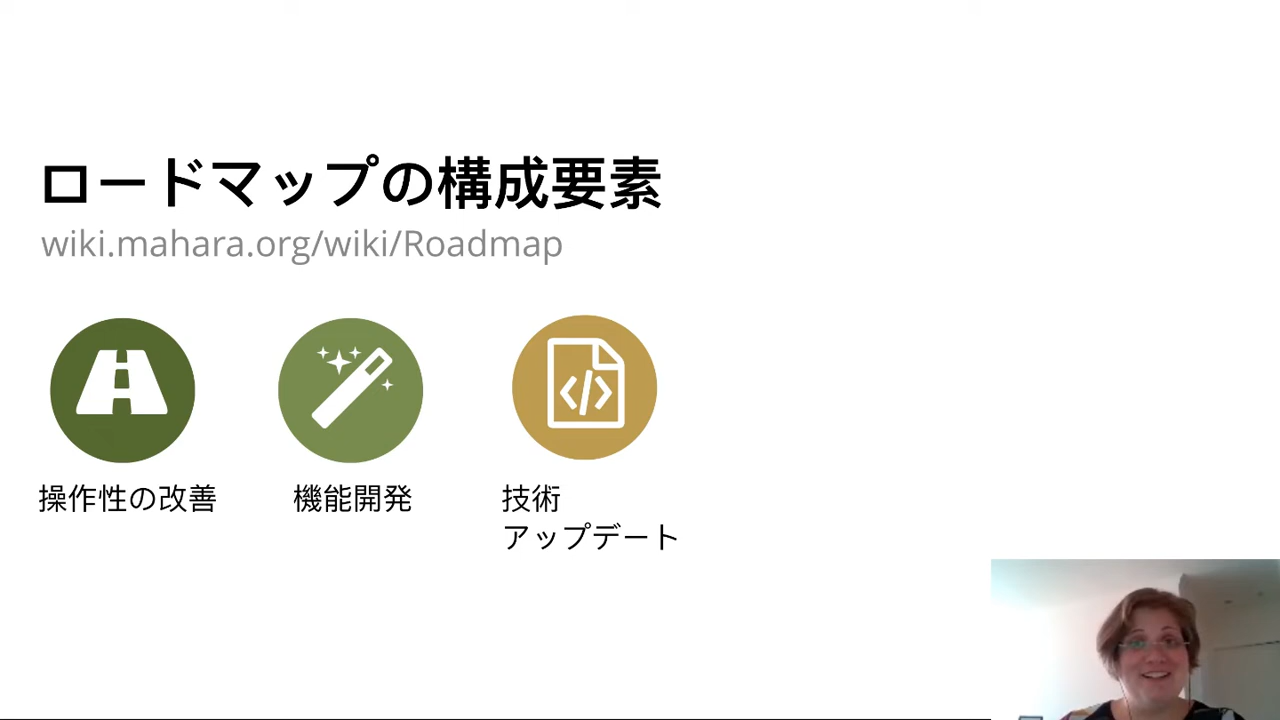 ロードマップの構成要素
wiki.mahara.org/wiki/Roadmap
操作性の改善
機能開発
技術
アップデート